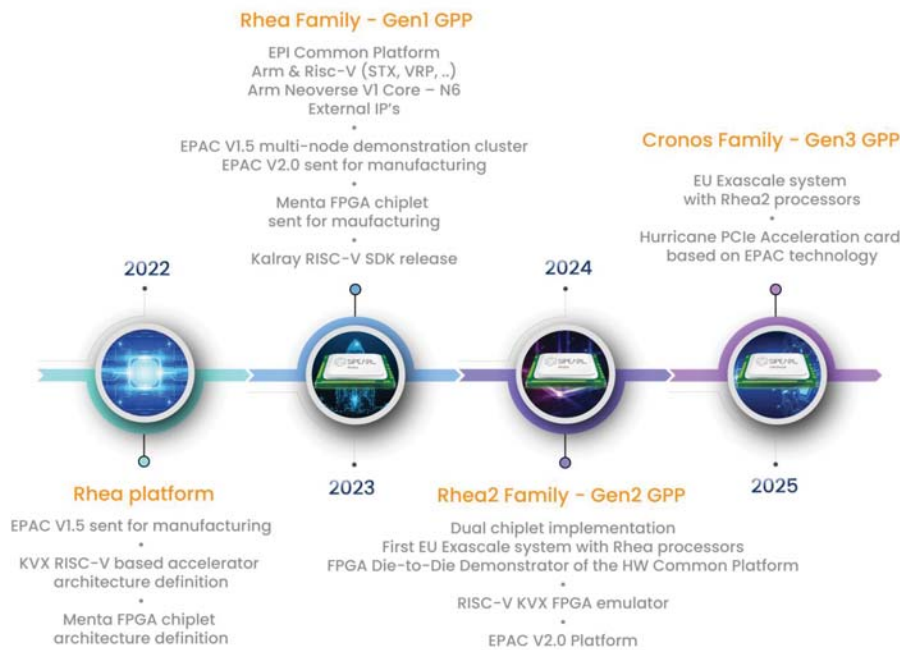 Rhea Family - Gen1 GPP
EPI Common Platform
Arm & Risc-V (STX, VRP, ..)
Arm Neoverse V1 Core – N6
External IP's
•
EPAC V1.5 multi-node demonstration cluster
EPAC V2.0 sent for manufacturing
•
Menta FPGA chiplet
sent for maufacturing
•
Kalray RISC-V SDK release
Cronos Family - Gen3 GPP
EU Exascale system
with Rhea2 processors
•
Hurricane PCIe Acceleration card
based on EPAC technology
2022
2024
2023
2025
Rhea platform
EPAC V1.5 sent for manufacturing
•
KVX RISC-V based accelerator
architecture definition
•
Menta FPGA chiplet
architecture definition
Rhea2 Family - Gen2 GPP
Dual chiplet implementation
First EU Exascale system with Rhea processors
FPGA Die-to-Die Demonstrator of the HW Common Platform
•
RISC-V KVX FPGA emulator
•
EPAC V2.0 Platform